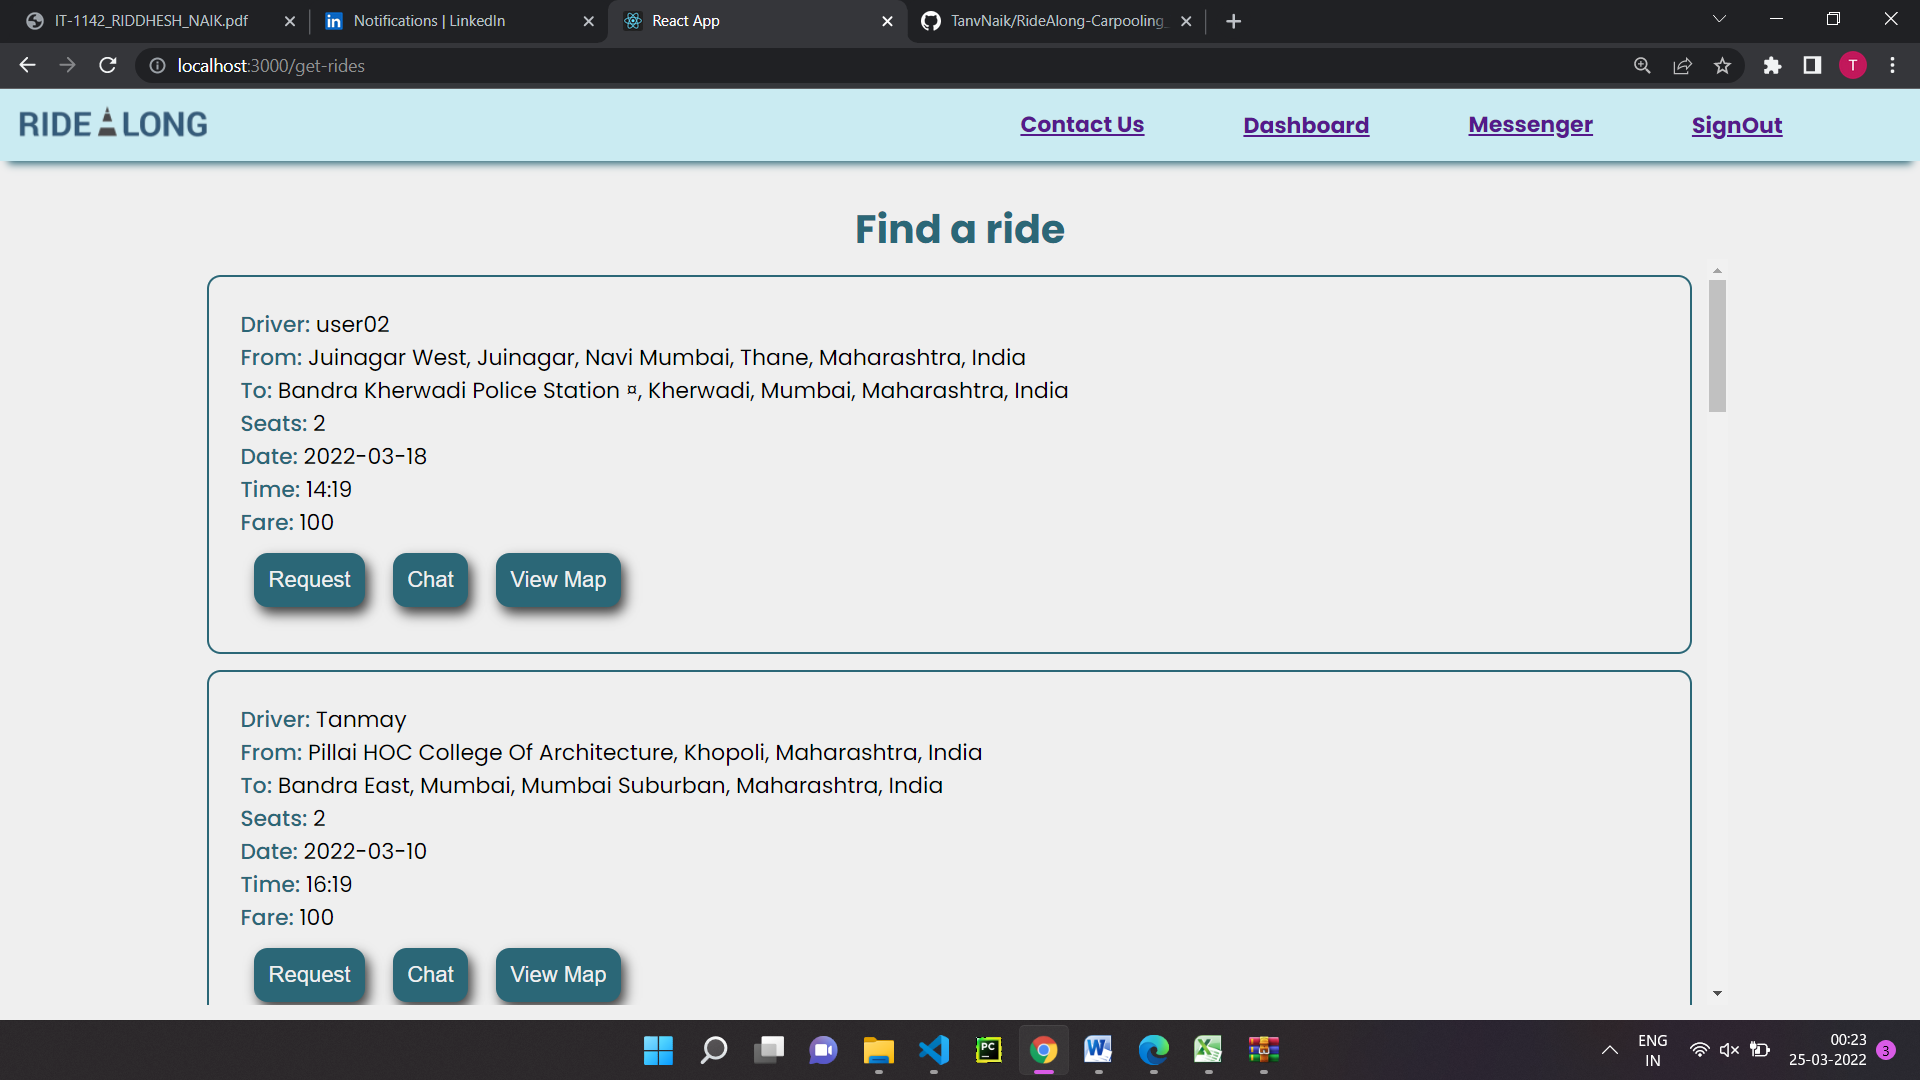 IT-1142_RIDDHESH_NAIK.pdf
Notifications | LinkedIn
React App
TanvNaik/RideAlong-Carpooling_
localhost:3000/get-rides
T
RIDE LONG
Contact Us
Dashboard
Messenger
SignOut
Find a ride
Driver: user02
From: Juinagar West, Juinagar, Navi Mumbai, Thane, Maharashtra, India
To: Bandra Kherwadi Police Station ¤, Kherwadi, Mumbai, Maharashtra, India
Seats: 2
Date: 2022-03-18
Time: 14:19
Fare: 100
Request
Chat
View Map
Driver: Tanmay
From: Pillai HOC College Of Architecture, Khopoli, Maharashtra, India
To: Bandra East, Mumbai, Mumbai Suburban, Maharashtra, India
Seats: 2
Date: 2022-03-10
Time: 16:19
Fare: 100
Request
Chat
View Map
PC
ENG
IN
00:23
25-03-2022
3